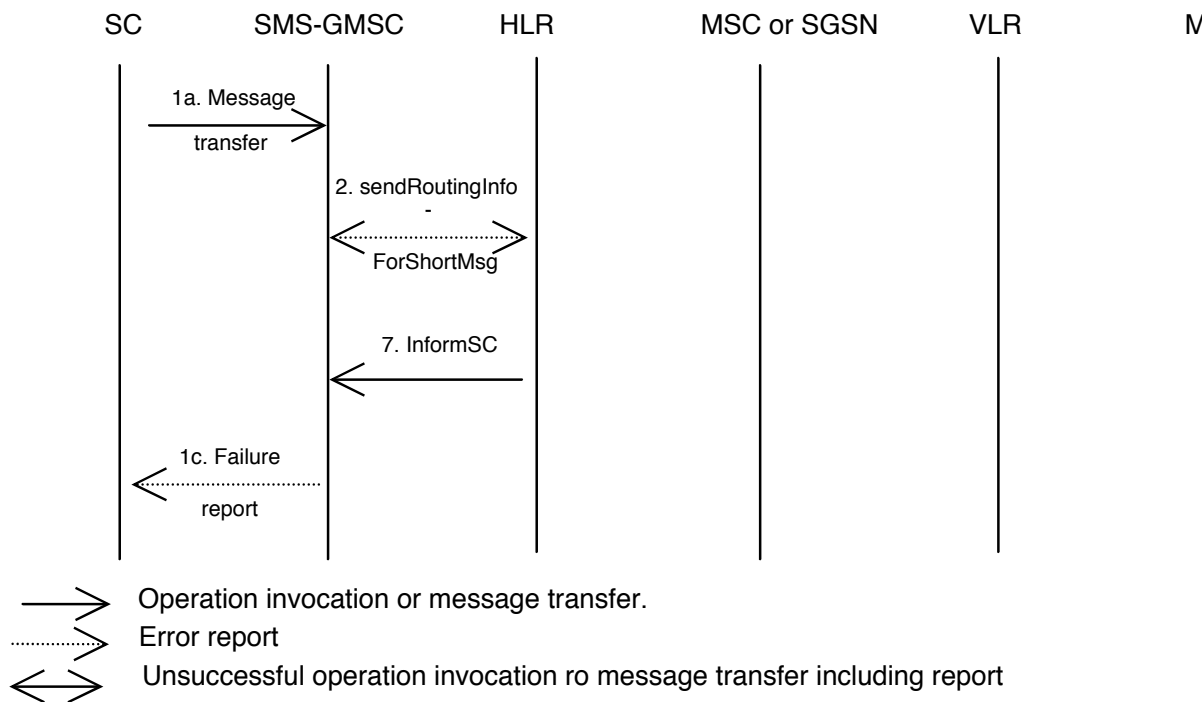 SC SMS-GMSC HLR MSC or SGSN VLR M
1a. Message
transfer
2. sendRoutingInfo
-
ForShortMsg
7. InformSC
1c. Failure
report
Operation invocation or message transfer.
Error report
Unsuccessful operation invocation ro message transfer including report